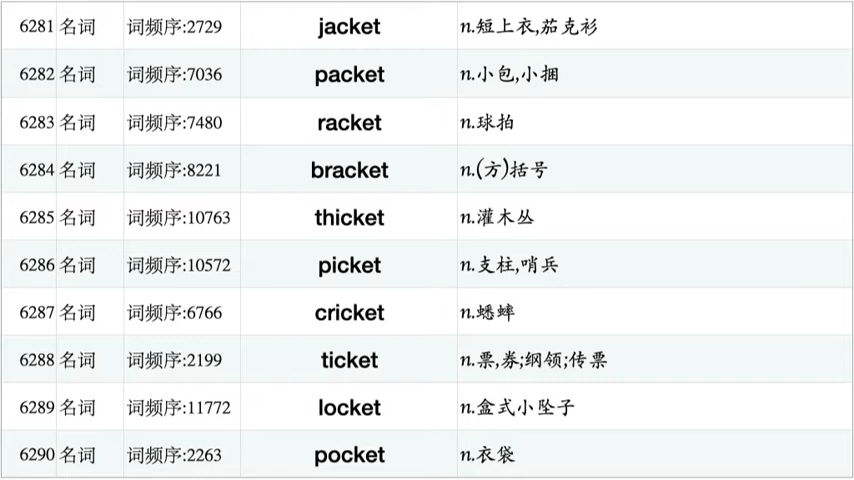 6281 名词 词频序:2729 jacket n.短上衣,茄克衫
6282 名词 词频序:7036 packet n.小包,小捆
6283 名词 词频序:7480 racket n.球拍
6284 名词 词频序:8221 bracket n.(方)括号
6285 名词 词频序:10763 thicket n.灌木丛
6286 名词 词频序:10572 picket n.支柱,哨兵
6287 名词 词频序:6766 cricket n.蟋蟀
6288 名词 词频序:2199 ticket n.票,券;纲领;传票
6289 名词 词频序:11772 locket n.盒式小坠子
6290 名词 词频序:2263 pocket n.衣袋